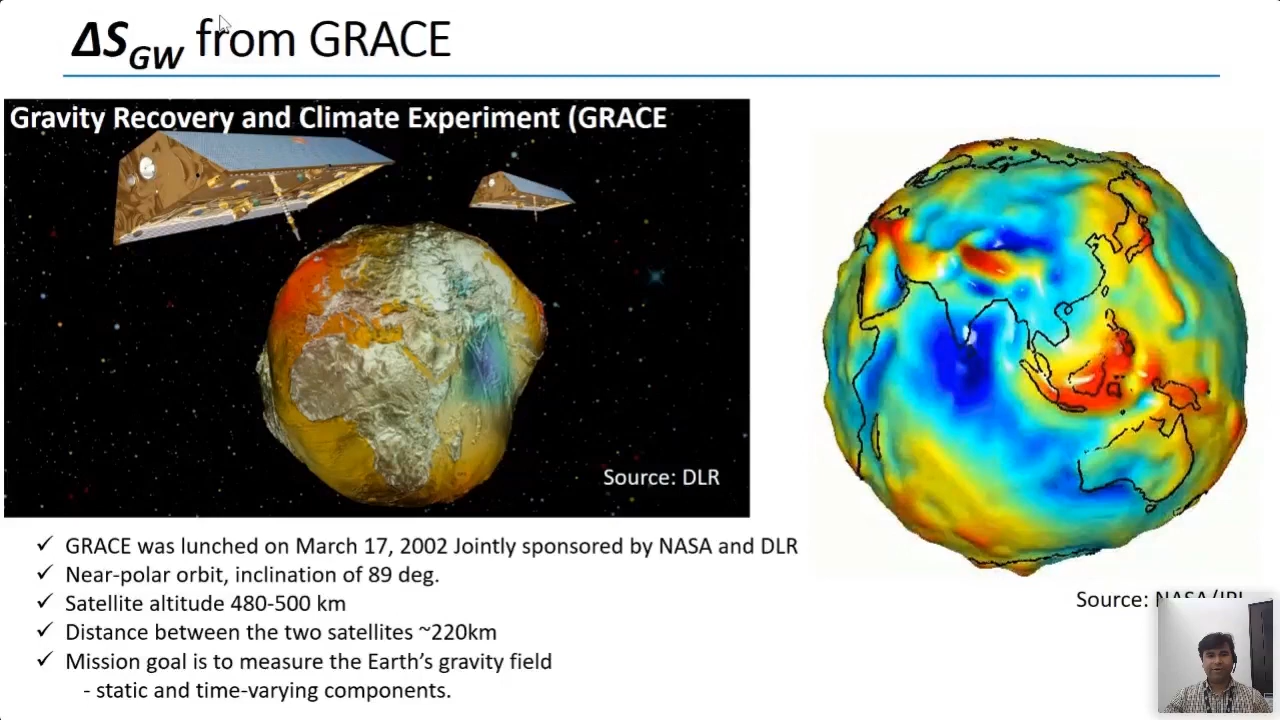 ΔS_GW from GRACE
Gravity Recovery and Climate Experiment (GRACE
Source: DLR
✓ GRACE was lunched on March 17, 2002 Jointly sponsored by NASA and DLR
✓ Near-polar orbit, inclination of 89 deg.
✓ Satellite altitude 480-500 km
✓ Distance between the two satellites ~220km
✓ Mission goal is to measure the Earth's gravity field
- static and time-varying components.
Source: NASA/JPL